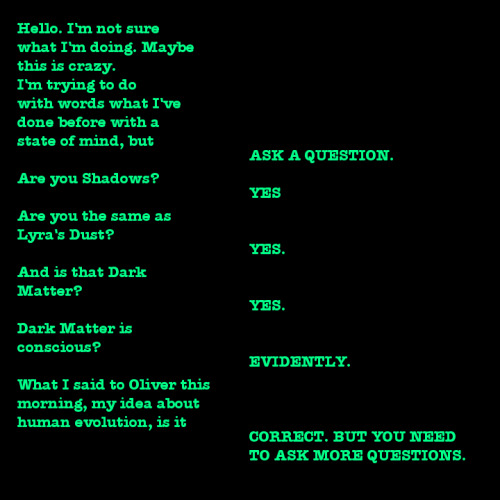 Hello. I'm not sure
what I'm doing. Maybe
this is crazy.
I'm trying to do
with words what I've
done before with a
state of mind, but
ASK A QUESTION.
Are you Shadows?
YES
Are you the same as
Lyra's Dust?
YES.
And is that Dark
Matter?
YES.
Dark Matter is
conscious?
EVIDENTLY.
What I said to Oliver this
morning, my idea about
human evolution, is it
CORRECT. BUT YOU NEED
TO ASK MORE QUESTIONS.